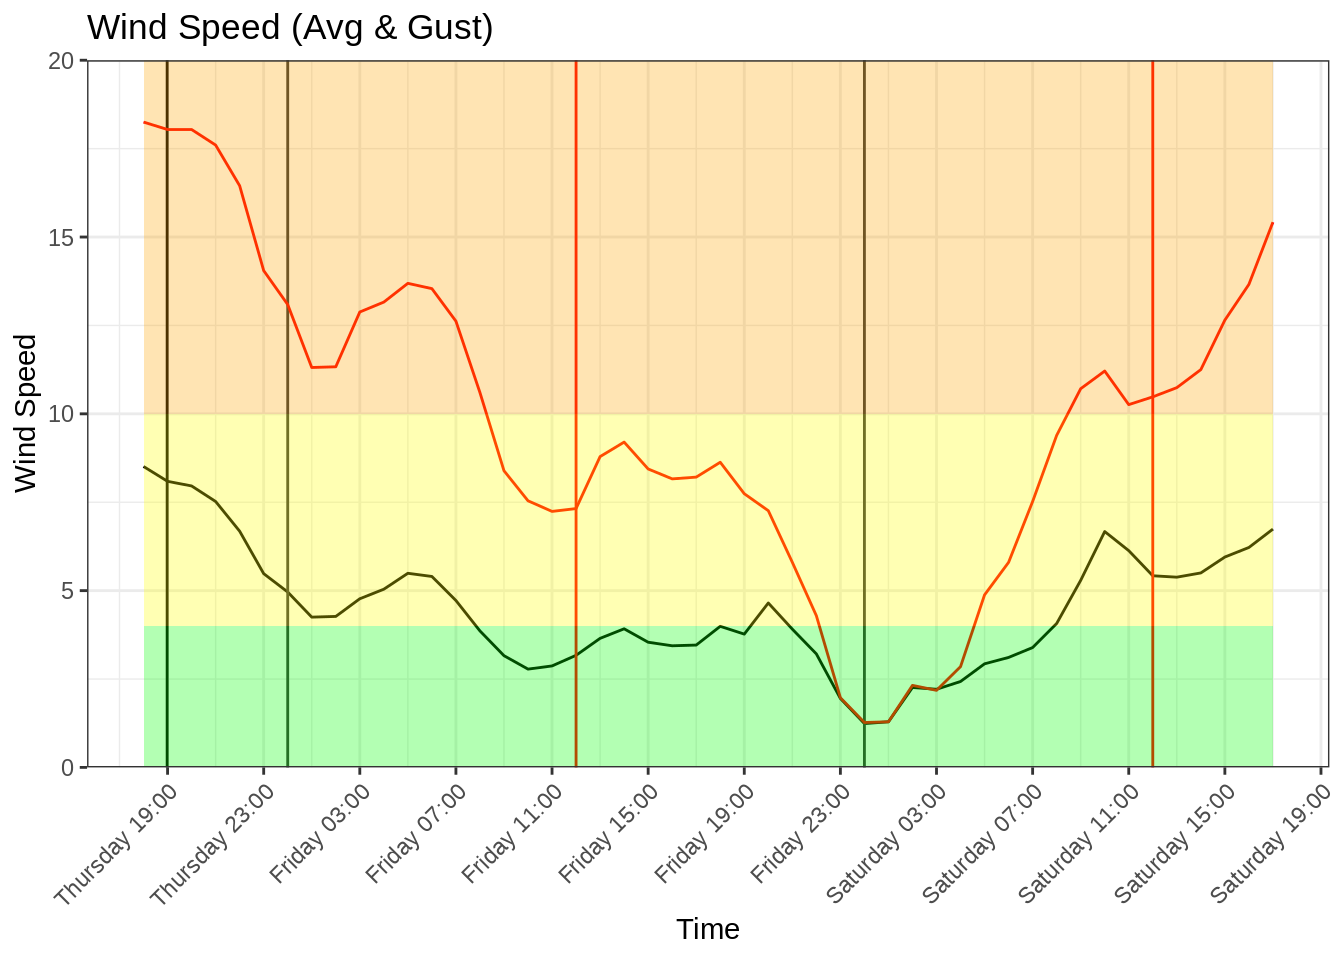 Wind Speed (Avg & Gust)
20
15
10
5
0
Wind Speed
Thursday 19:00
Thursday 23:00
Friday 03:00
Friday 07:00
Friday 11:00
Friday 15:00
Friday 19:00
Friday 23:00
Saturday 03:00
Saturday 07:00
Saturday 11:00
Saturday 15:00
Saturday 19:00
Time